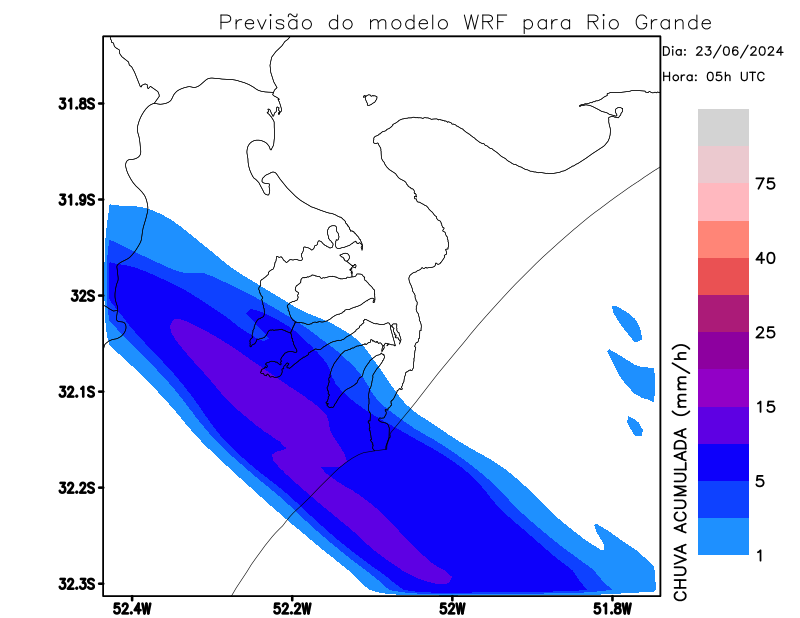 Previsão do modelo WRF para Rio Grande
Dia: 23/06/2024
Hora: 05h UTC
31.8S
31.9S
32S
32.1S
32.2S
32.3S
52.4W
52.2W
52W
51.8W
75
40
25
15
5
1
CHUVA ACUMULADA (mm/h)